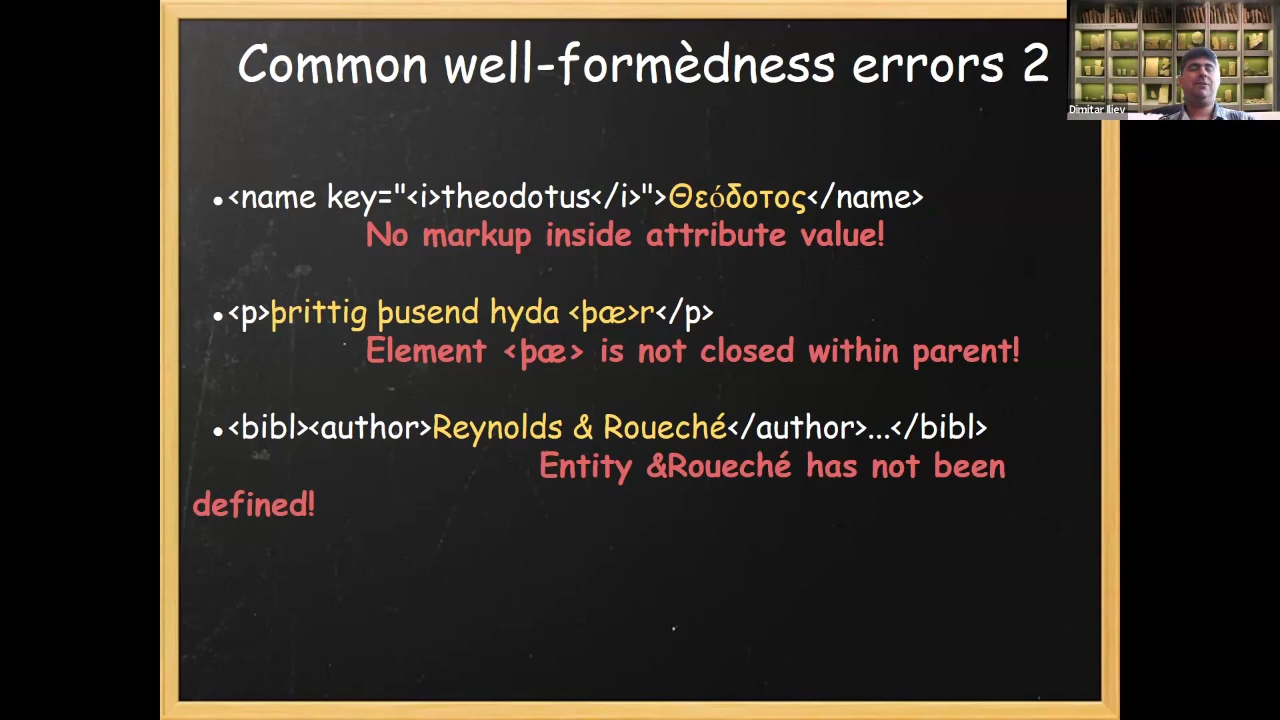 Common well-formèdness errors 2
Dimitar Iliev
•<name key="<i>theodotus</i>">Θεόδοτος</name>
No markup inside attribute value!
•<p>þrittig þusend hyda <þæ>r</p>
Element <þæ> is not closed within parent!
•<bibl><author>Reynolds & Roueché</author>...</bibl>
Entity &Roueché has not been
defined!